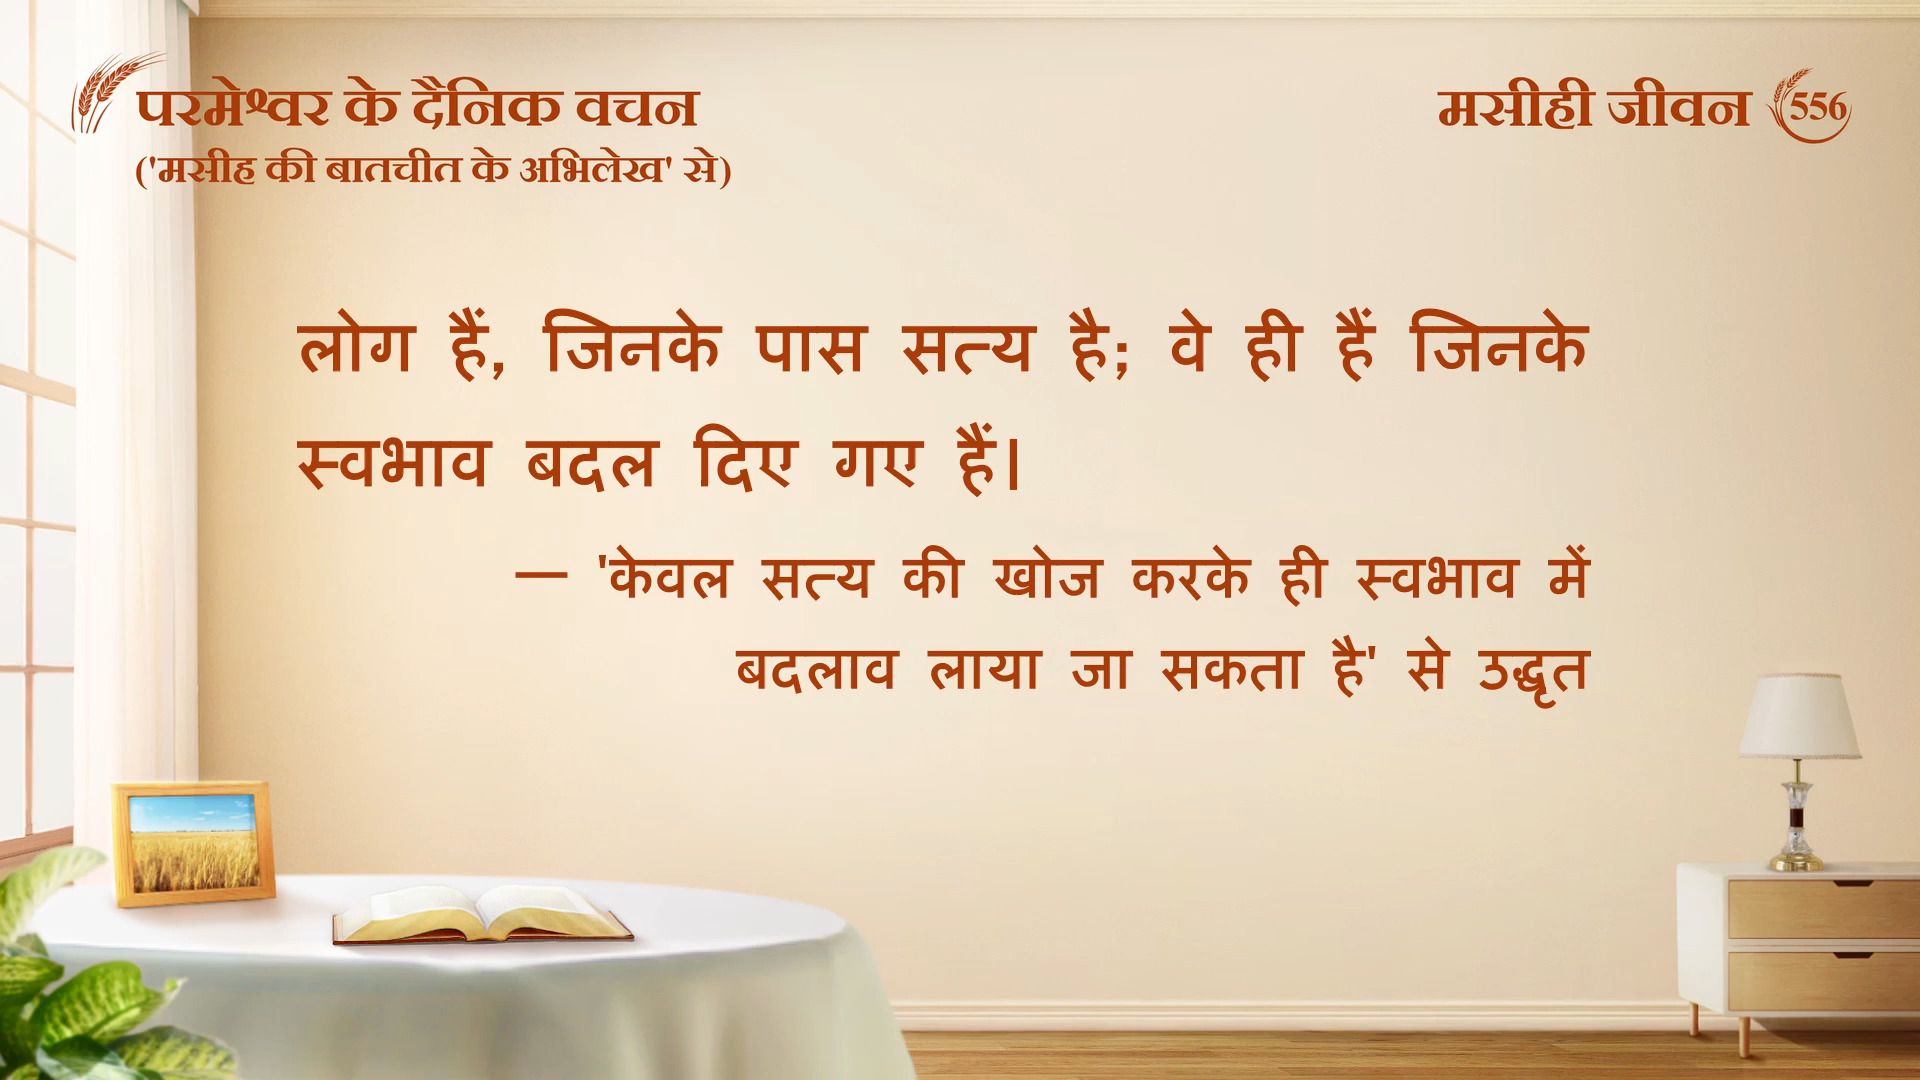 परमेश्वर के दैनिक वचन
('मसीह की बातचीत के अभिलेख' से)
मसीही जीवन 556
लोग हैं, जिनके पास सत्य है; वे ही हैं जिनके
स्वभाव बदल दिए गए हैं।
— 'केवल सत्य की खोज करके ही स्वभाव में
बदलाव लाया जा सकता है' से उद्धृत